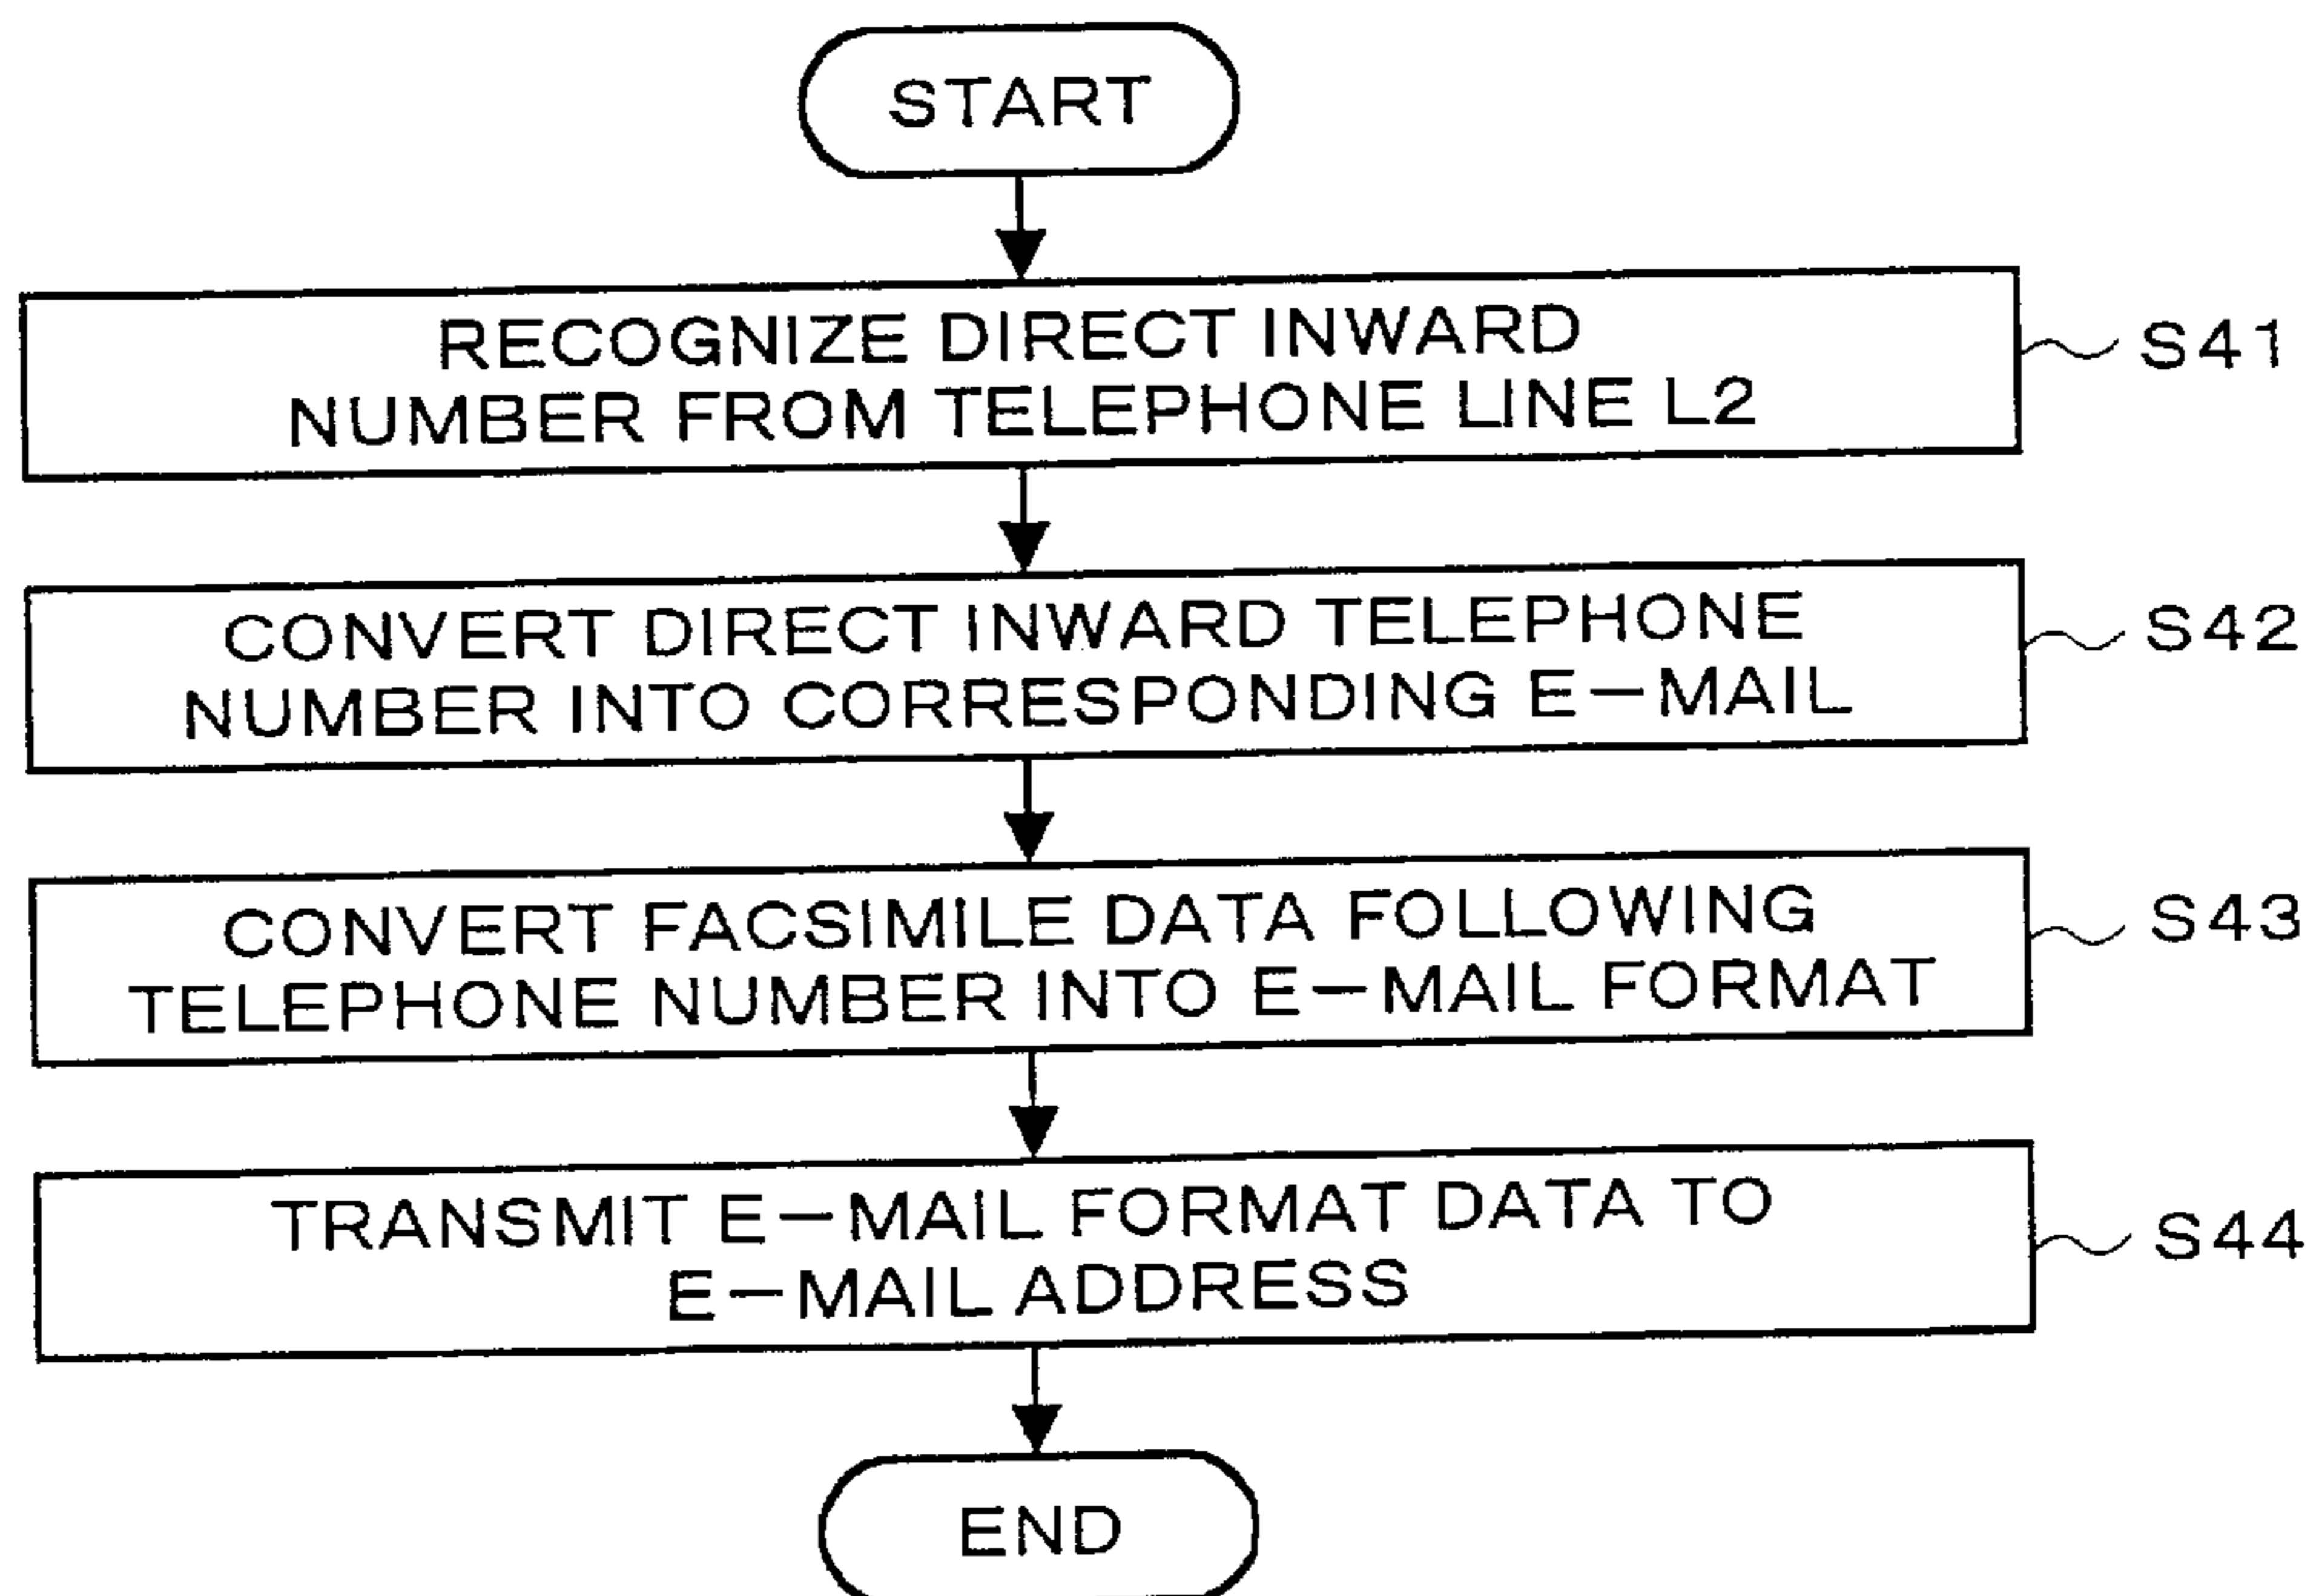 START
RECOGNIZE DIRECT INWARD
NUMBER FROM TELEPHONE LINE L2
S41
CONVERT DIRECT INWARD TELEPHONE
NUMBER INTO CORRESPONDING E-MAIL
S42
CONVERT FACSIMILE DATA FOLLOWING
TELEPHONE NUMBER INTO E-MAIL FORMAT
S43
TRANSMIT E-MAIL FORMAT DATA TO
E-MAIL ADDRESS
S44
END